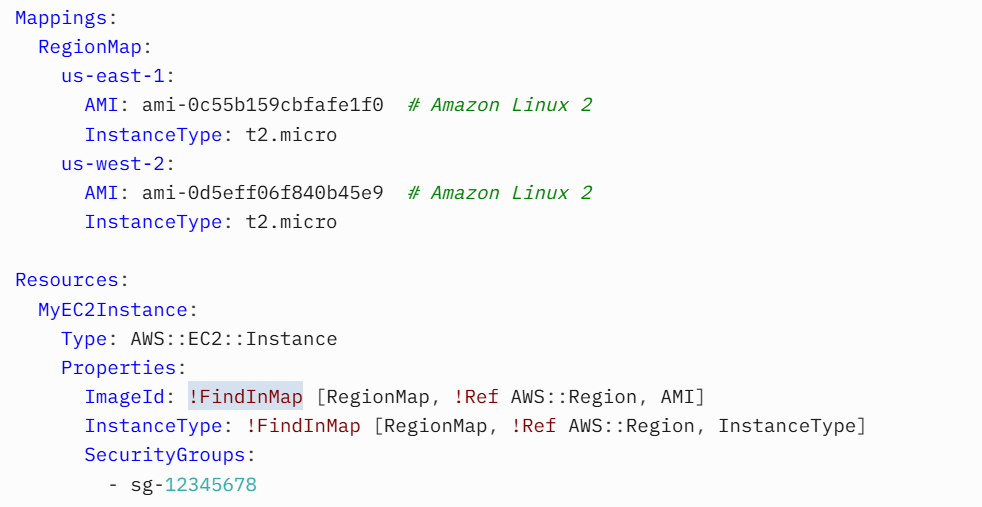 Mappings:
  RegionMap:
    us-east-1:
      AMI: ami-0c55b159cbfafe1f0  # Amazon Linux 2
      InstanceType: t2.micro
    us-west-2:
      AMI: ami-0d5eff06f840b45e9  # Amazon Linux 2
      InstanceType: t2.micro

Resources:
  MyEC2Instance:
    Type: AWS::EC2::Instance
    Properties:
      ImageId: !FindInMap [RegionMap, !Ref AWS::Region, AMI]
      InstanceType: !FindInMap [RegionMap, !Ref AWS::Region, InstanceType]
      SecurityGroups:
        - sg-12345678